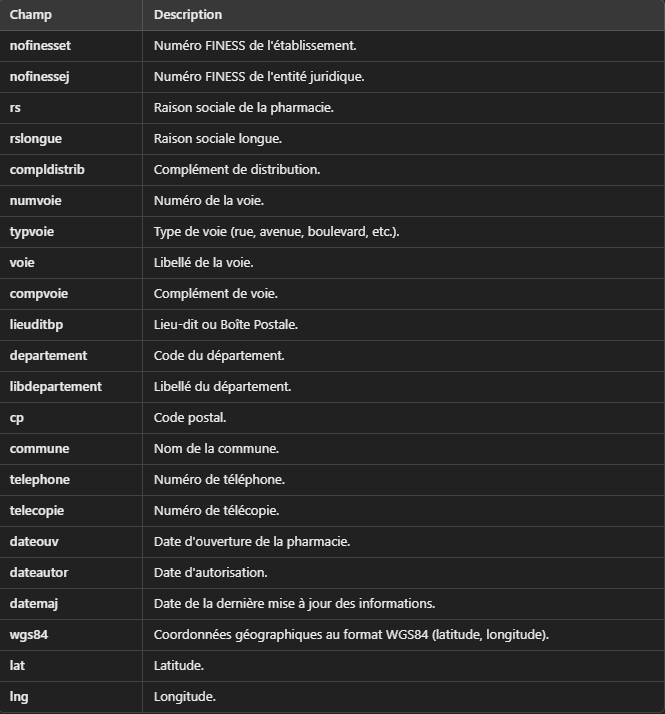 Champ Description
nofinesset Numéro FINESS de l'établissement.
nofinessej Numéro FINESS de l'entité juridique.
rs Raison sociale de la pharmacie.
rslongue Raison sociale longue.
compldistrib Complément de distribution.
numvoie Numéro de la voie.
typvoie Type de voie (rue, avenue, boulevard, etc.).
voie Libellé de la voie.
compvoie Complément de voie.
lieuditbp Lieu-dit ou Boîte Postale.
departement Code du département.
libdepartement Libellé du département.
cp Code postal.
commune Nom de la commune.
telephone Numéro de téléphone.
telecopie Numéro de télécopie.
dateouv Date d'ouverture de la pharmacie.
dateautor Date d'autorisation.
datemaj Date de la dernière mise à jour des informations.
wgs84 Coordonnées géographiques au format WGS84 (latitude, longitude).
lat Latitude.
lng Longitude.